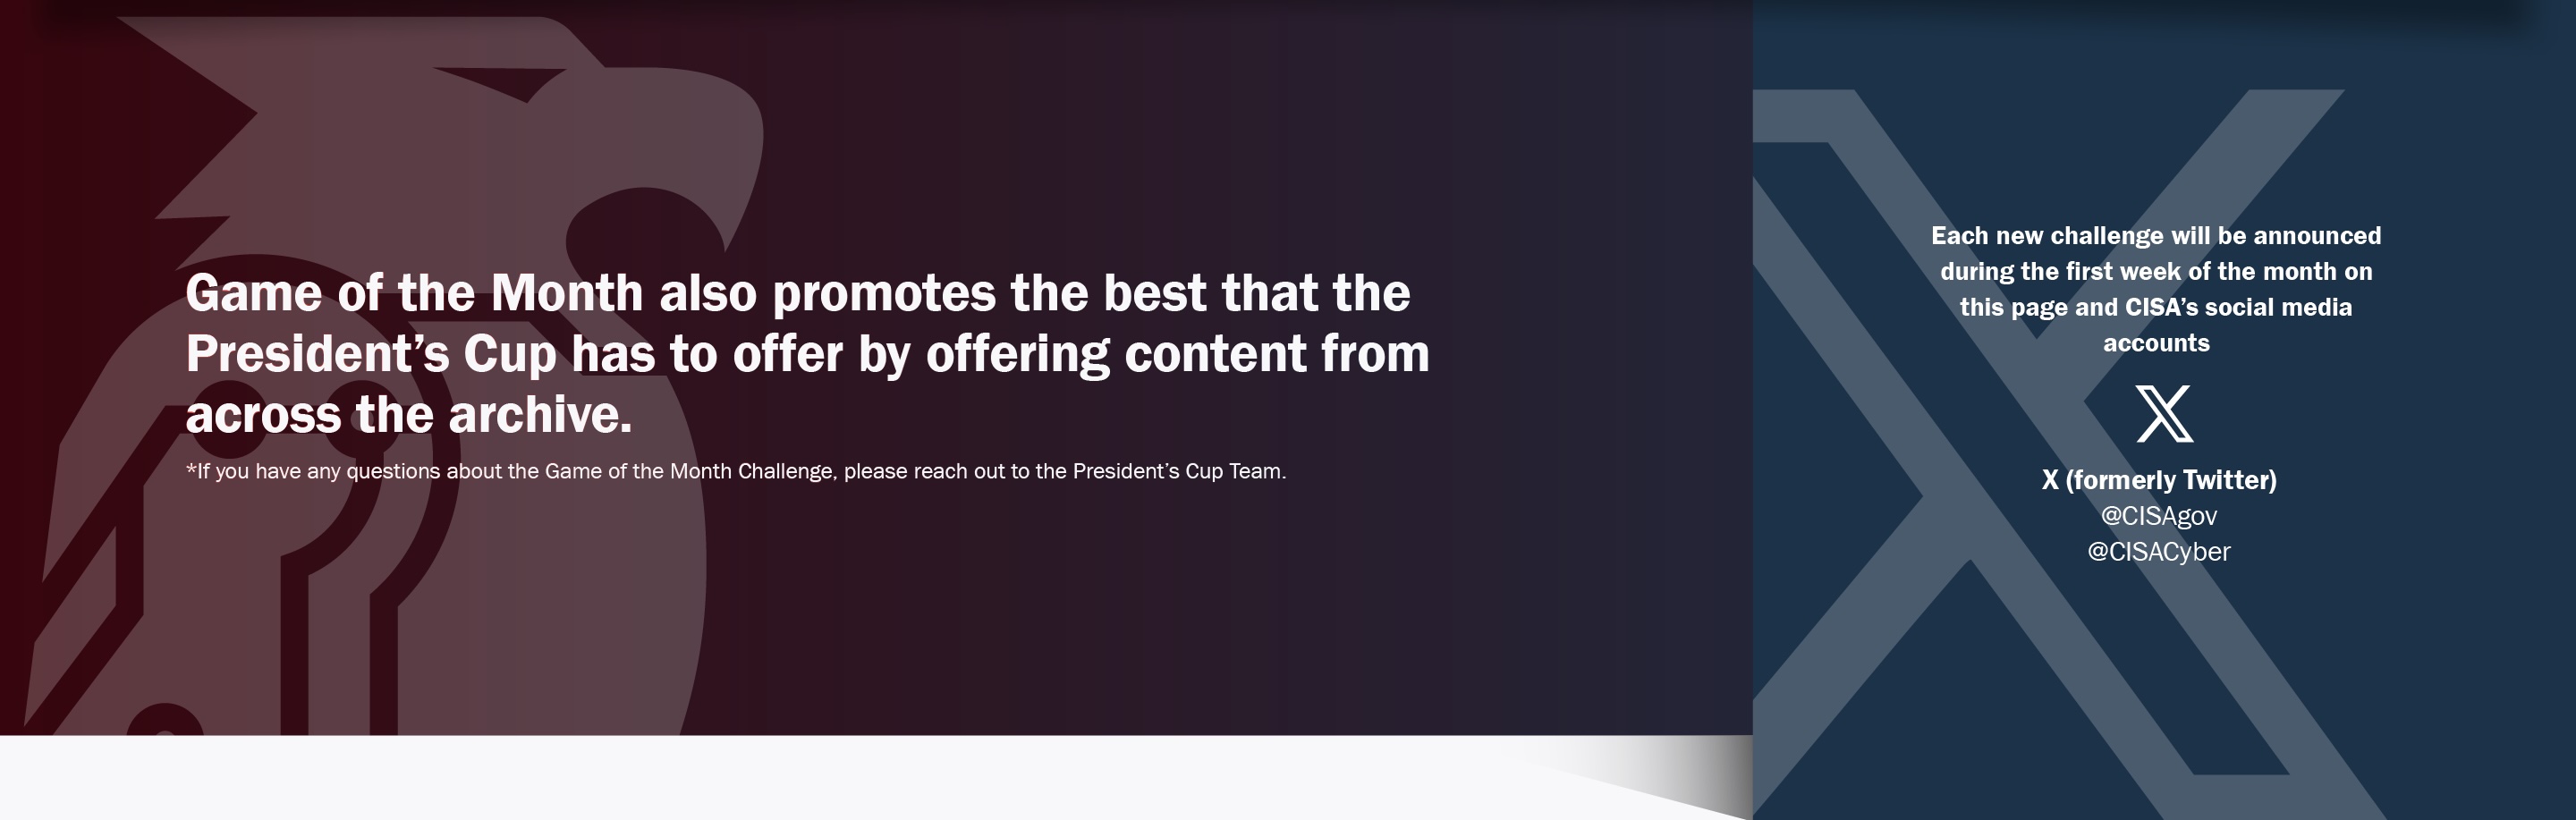 Game of the Month also promotes the best that the
President’s Cup has to offer by offering content from
across the archive.
*If you have any questions about the Game of the Month Challenge, please reach out to the President’s Cup Team.
Each new challenge will be announced
during the first week of the month on
this page and CISA’s social media
accounts
X (formerly Twitter)
@CISAgov
@CISACyber